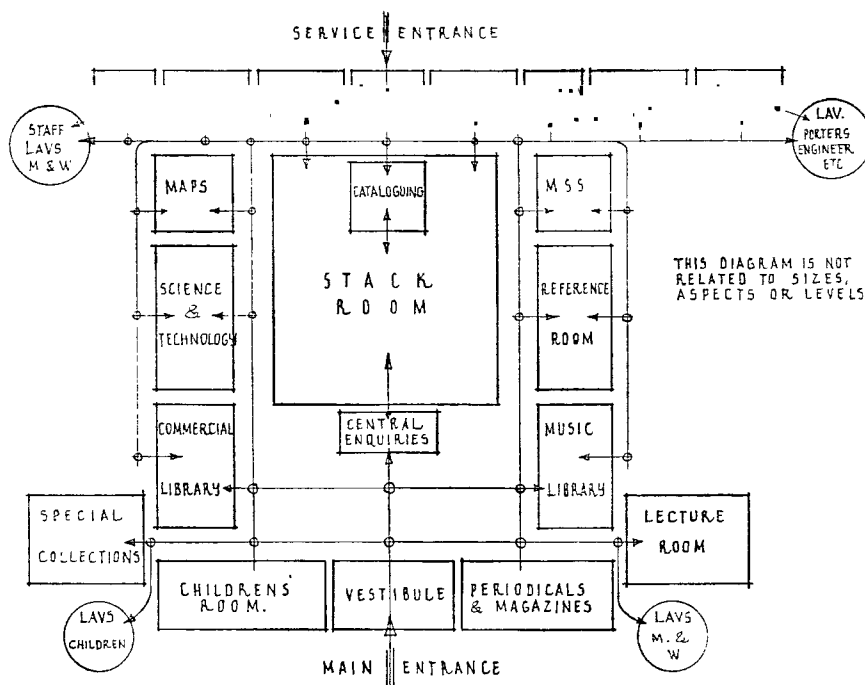 SERVICE ENTRANCE
STAFF
LAVS
M & W
LAV.
PORTERS
ENGINEER
ETC
MAPS
CATALOGUING
MSS
THIS DIAGRAM IS NOT
RELATED TO SIZES,
ASPECTS OR LEVELS
SCIENCE
&
TECHNOLOGY
STACK
ROOM
REFERENCE
ROOM
COMMERCIAL
LIBRARY
CENTRAL
ENQUIRIES
MUSIC
LIBRARY
SPECIAL
COLLECTIONS
LECTURE
ROOM
CHILDRENS'
ROOM.
VESTIBULE
PERIODICALS
& MAGAZINES
LAVS
CHILDREN
LAVS
M. &
W
MAIN ENTRANCE